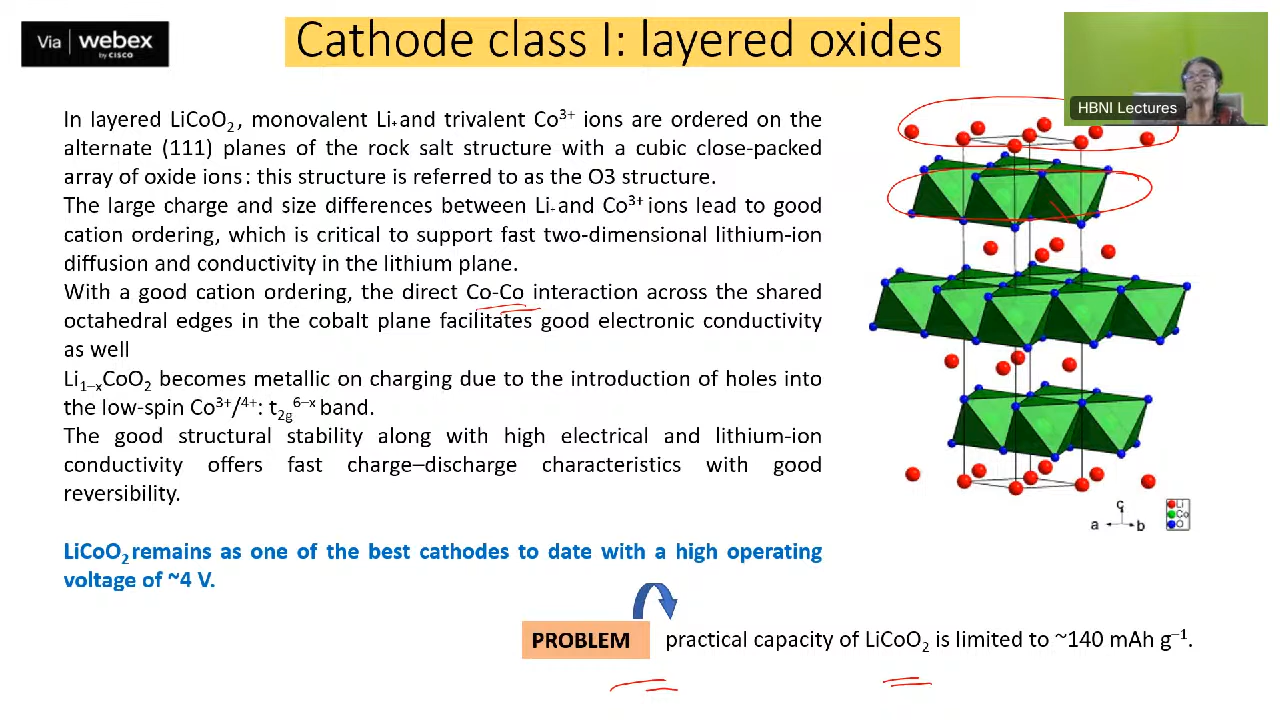 Via | webex
by CISCO
Cathode class I: layered oxides
HBNI Lectures
In layered LiCoO₂, monovalent Li₊ and trivalent Co³⁺ ions are ordered on the
alternate (111) planes of the rock salt structure with a cubic close-packed
array of oxide ions: this structure is referred to as the O3 structure.
The large charge and size differences between Li₊ and Co³⁺ ions lead to good
cation ordering, which is critical to support fast two-dimensional lithium-ion
diffusion and conductivity in the lithium plane.
With a good cation ordering, the direct Co-Co interaction across the shared
octahedral edges in the cobalt plane facilitates good electronic conductivity
as well
Li₁₋ₓCoO₂ becomes metallic on charging due to the introduction of holes into
the low-spin Co³⁺/⁴⁺: t₂g⁶⁻ˣ band.
The good structural stability along with high electrical and lithium-ion
conductivity offers fast charge–discharge characteristics with good
reversibility.
LiCoO₂ remains as one of the best cathodes to date with a high operating
voltage of ~4 V.
c
a b
Li
Co
O
PROBLEM practical capacity of LiCoO₂ is limited to ~140 mAh g⁻¹.